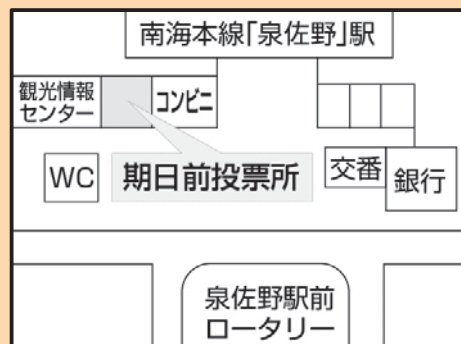 南海本線「泉佐野」駅
観光情報
センター
コンビニ
WC
期日前投票所
交番
銀行
泉佐野駅前
ロータリー